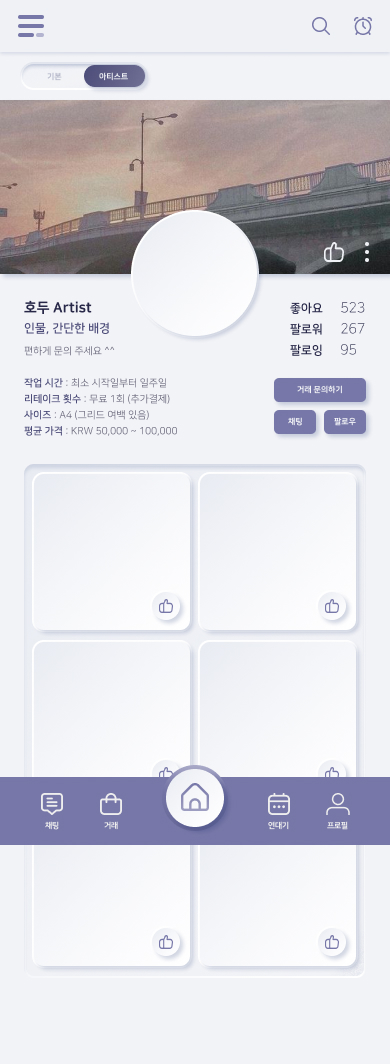 기본
아티스트
호두 Artist
인물, 간단한 배경
편하게 문의 주세요 ^^
좋아요 523
팔로워 267
팔로잉 95
작업 시간 : 최소 시작일부터 일주일
리테이크 횟수 : 무료 1회 (추가결제)
사이즈 : A4 (그리드 여백 있음)
평균 가격 : KRW 50,000 ~ 100,000
거래 문의하기
채팅
팔로우
채팅
거래
연대기
프로필